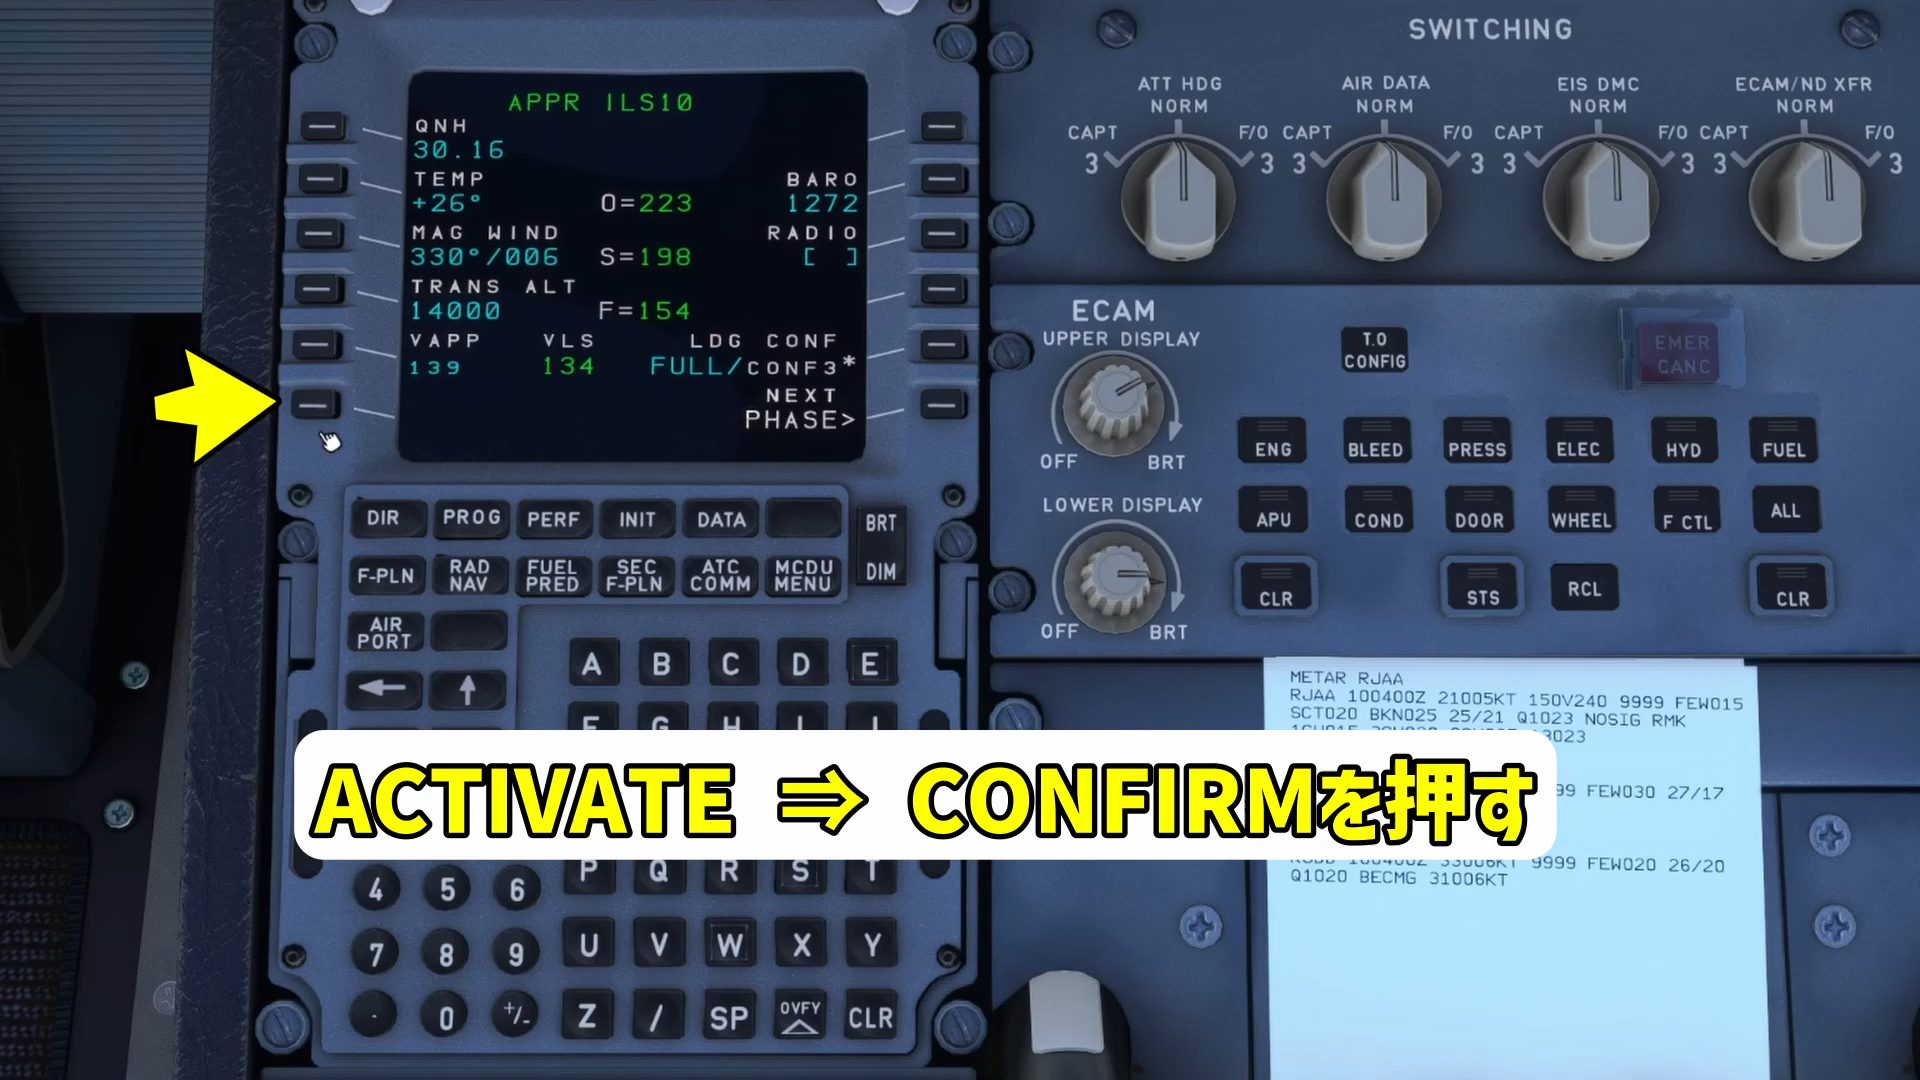 APPR ILS10
QNH
30.16
TEMP BARO
+26° O=223 1272
MAG WIND RADIO
330°/006 S=198 [ ]
TRANS ALT
14000 F=154
VAPP VLS LDG CONF
139 134 FULL/CONF3*
NEXT
PHASE>
DIR PROG PERF INIT DATA
BRT
DIM
F-PLN RAD NAV FUEL PRED SEC F-PLN ATC COMM MCDU MENU
AIR PORT
A B C D E
ACTIVATE ⇒ CONFIRMを押す
4 5 6 P Q R S T
7 8 9 U V W X Y
. 0 +/- Z / SP OVFY CLR
SWITCHING
ATT HDG AIR DATA EIS DMC ECAM/ND XFR
NORM NORM NORM NORM
CAPT F/O CAPT F/O CAPT F/O CAPT F/O
3 3 3 3 3 3 3 3
ECAM
UPPER DISPLAY
OFF BRT
T.O
CONFIG
EMER
CANC
ENG BLEED PRESS ELEC HYD FUEL
LOWER DISPLAY
OFF BRT
APU COND DOOR WHEEL F CTL ALL
CLR STS RCL CLR
METAR RJAA
RJAA 100400Z 21005KT 150V240 9999 FEW015
SCT020 BKN025 25/21 Q1023 NOSIG RMK
99 FEW030 27/17
9999 FEW020 26/20
Q1020 BECMG 31006KT